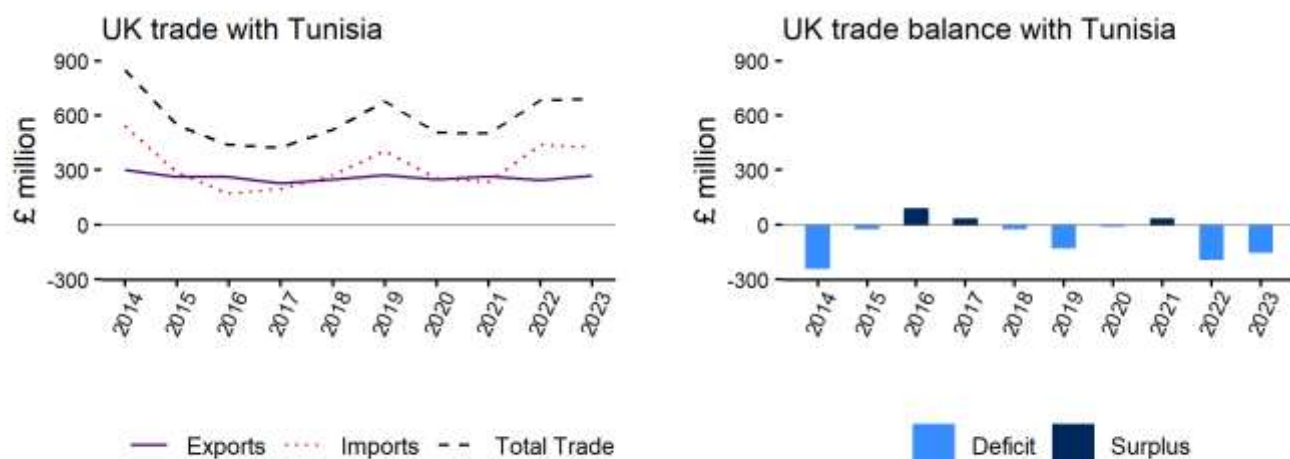 UK trade with Tunisia
£ million
900
600
300
0
-300
2014 2015 2016 2017 2018 2019 2020 2021 2022 2023
Exports Imports Total Trade
UK trade balance with Tunisia
£ million
900
600
300
0
-300
2014 2015 2016 2017 2018 2019 2020 2021 2022 2023
Deficit Surplus